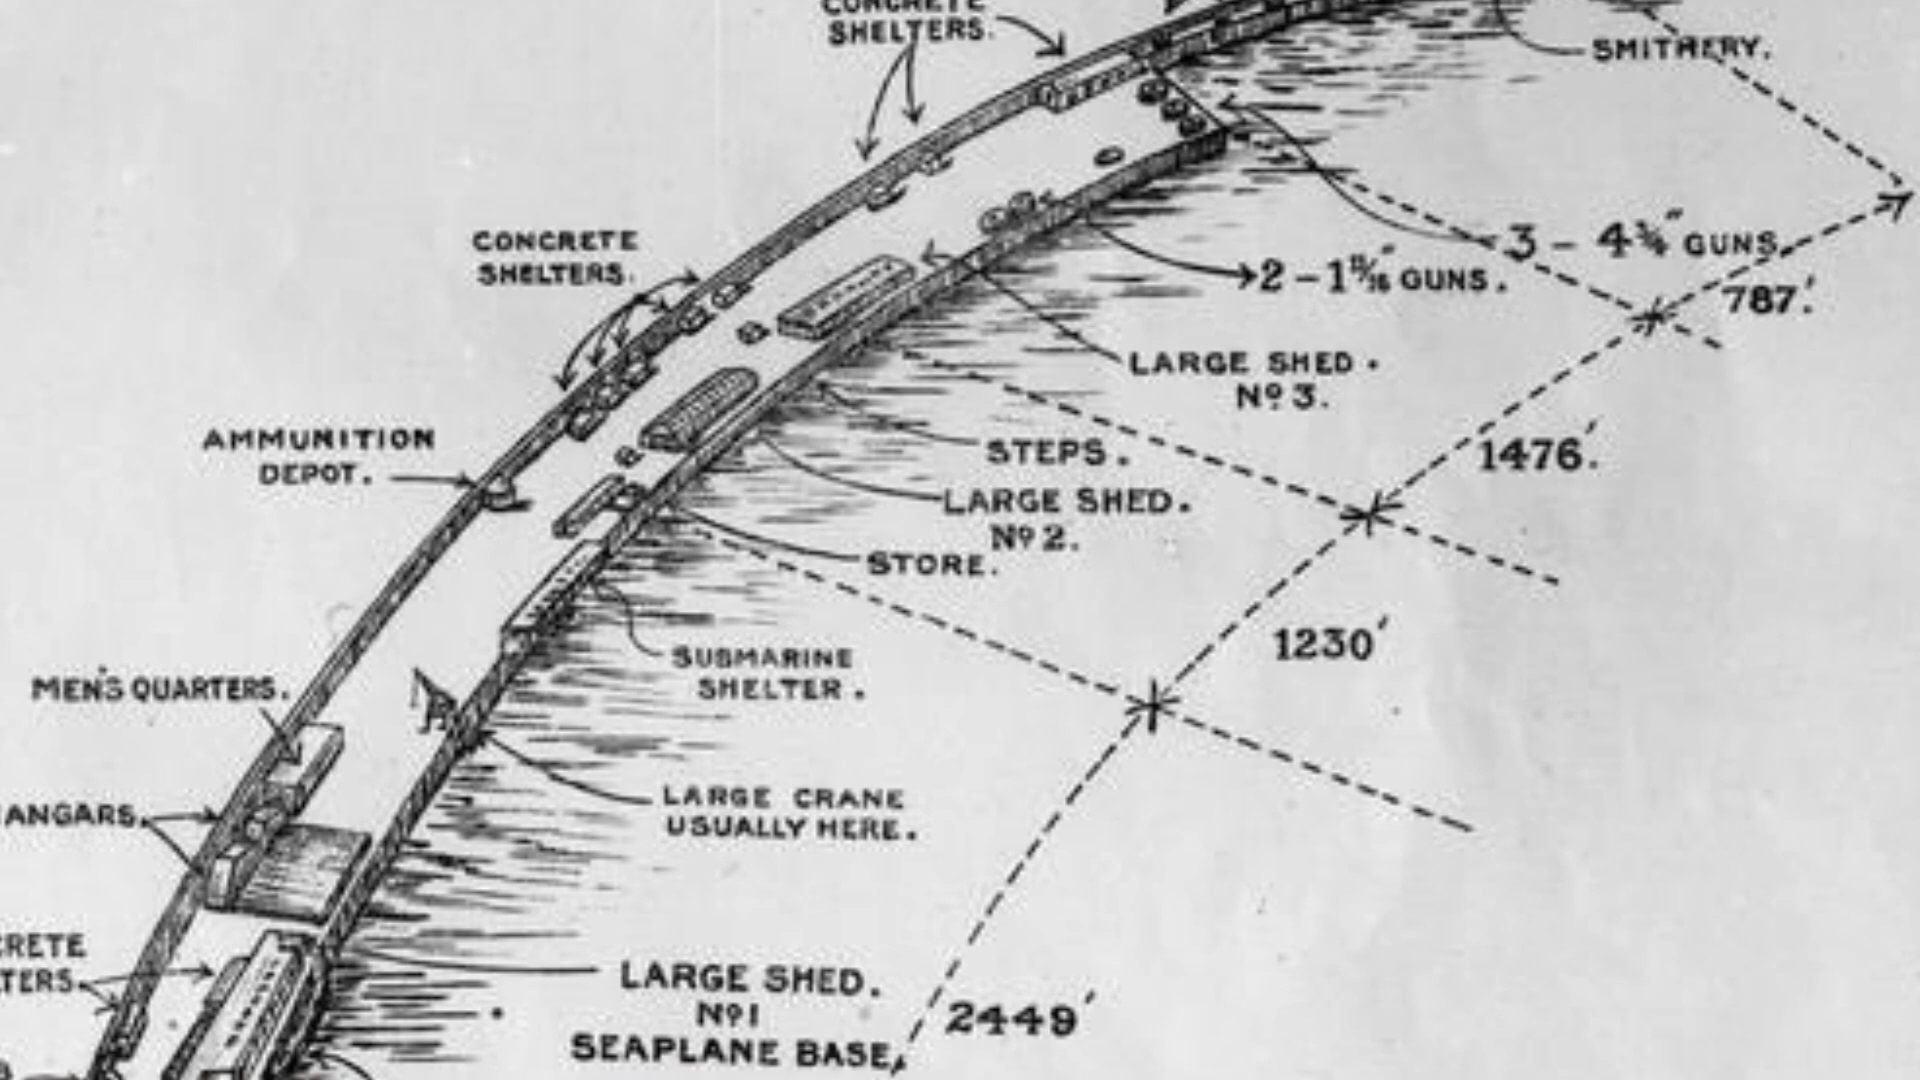 CONCRETE
SHELTERS.
SMITHERY.
CONCRETE
SHELTERS.
3 – 4¾" GUNS.
2 – 1 11/16" GUNS.
787'.
LARGE SHED.
Nº 3.
AMMUNITION
DEPOT.
STEPS.
1476'.
LARGE SHED.
Nº 2.
STORE.
MEN'S QUARTERS.
SUBMARINE
SHELTER.
1230'
ANGARS.
LARGE CRANE
USUALLY HERE.
CRETE
TERS.
LARGE SHED.
Nº 1
SEAPLANE BASE,
2449'